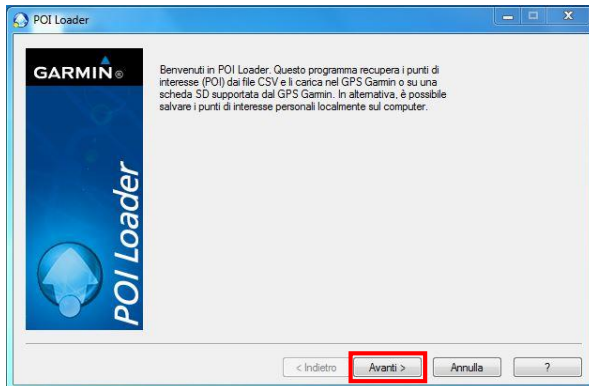 POI Loader
GARMIN®
POI Loader
Benvenuti in POI Loader. Questo programma recupera i punti di
interesse (POI) dai file CSV e li carica nel GPS Garmin o su una
scheda SD supportata dal GPS Garmin. In alternativa, è possibile
salvare i punti di interesse personali localmente sul computer.
< Indietro
Avanti >
Annulla
?